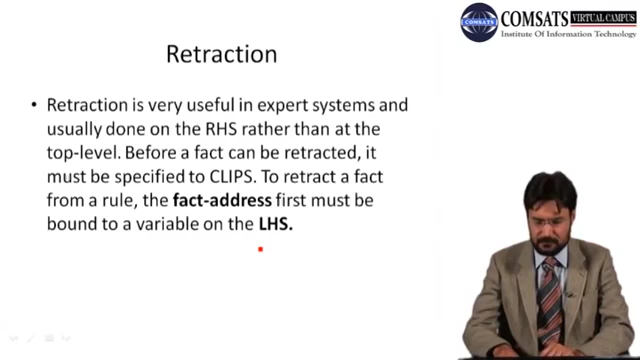 COMSATS VIRTUAL CAMPUS
Institute Of Information Technology
COMSATS
Retraction
• Retraction is very useful in expert systems and
usually done on the RHS rather than at the
top-level. Before a fact can be retracted, it
must be specified to CLIPS. To retract a fact
from a rule, the fact-address first must be
bound to a variable on the LHS.